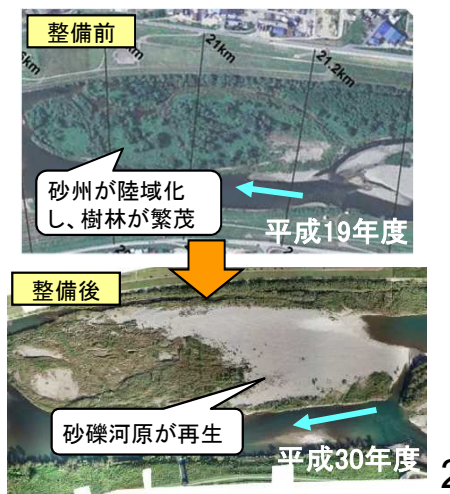 整備前
6km
21km
21.2km
砂州が陸域化
し、樹林が繁茂
平成19年度
整備後
砂礫河原が再生
平成30年度
2